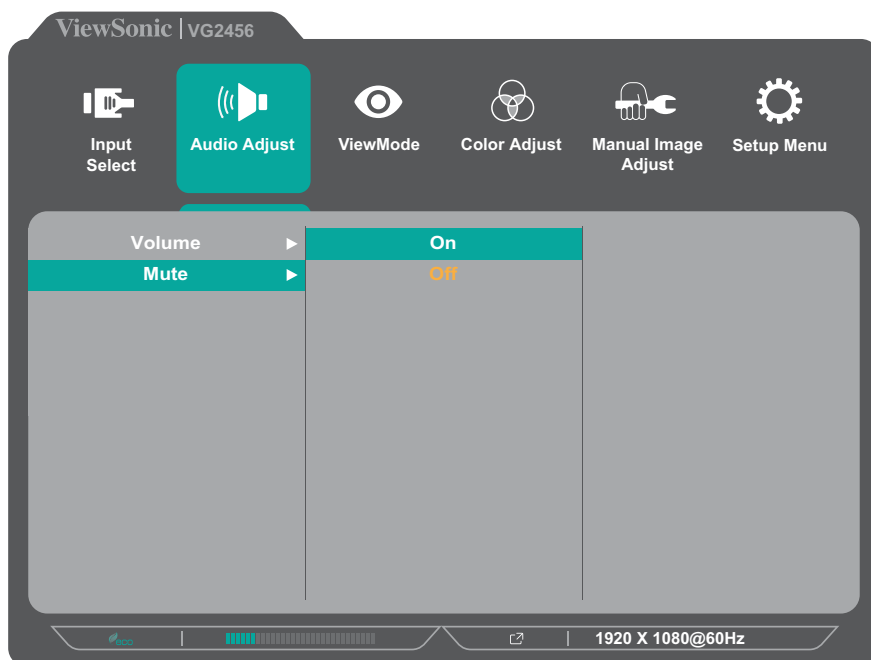 ViewSonic | VG2456
Input
Select
Audio Adjust
ViewMode
Color Adjust
Manual Image
Adjust
Setup Menu
Volume
On
Mute
Off
eco
1920 X 1080@60Hz